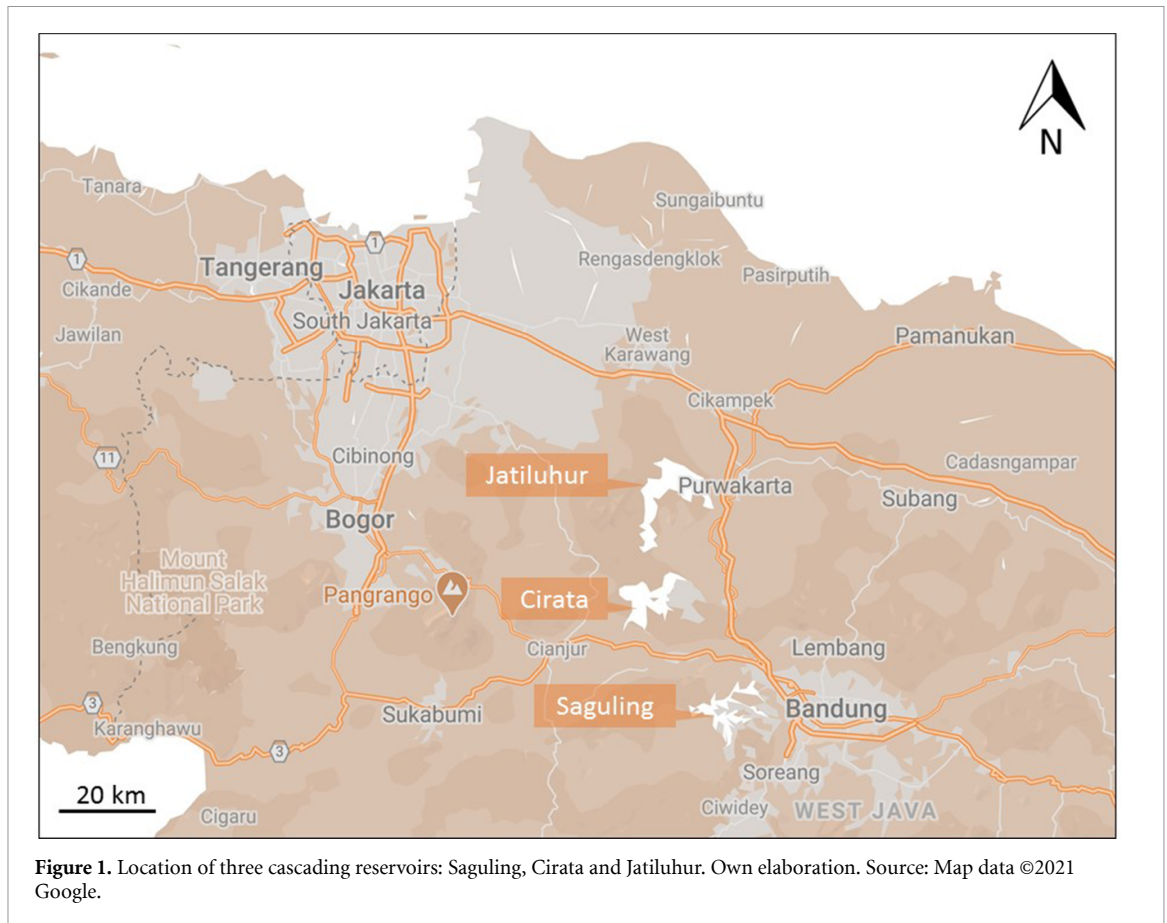 N
Tanara
Sungaibuntu
1
1
Tangerang
Rengasdengklok
Pasirputih
Cikande
Jakarta
South Jakarta
Jawilan
West
Karawang
Pamanukan
Cikampek
11
Cibinong
Jatiluhur
Purwakarta
Cadasngampar
Subang
Bogor
Mount
Halimun Salak
National Park
Pangrango
Cirata
Bengkung
Cianjur
Lembang
3
Karanghawu
Sukabumi
Saguling
Bandung
3
Soreang
20 km
Cigaru
Ciwidey
WEST JAVA
Figure 1. Location of three cascading reservoirs: Saguling, Cirata and Jatiluhur. Own elaboration. Source: Map data ©2021
Google.